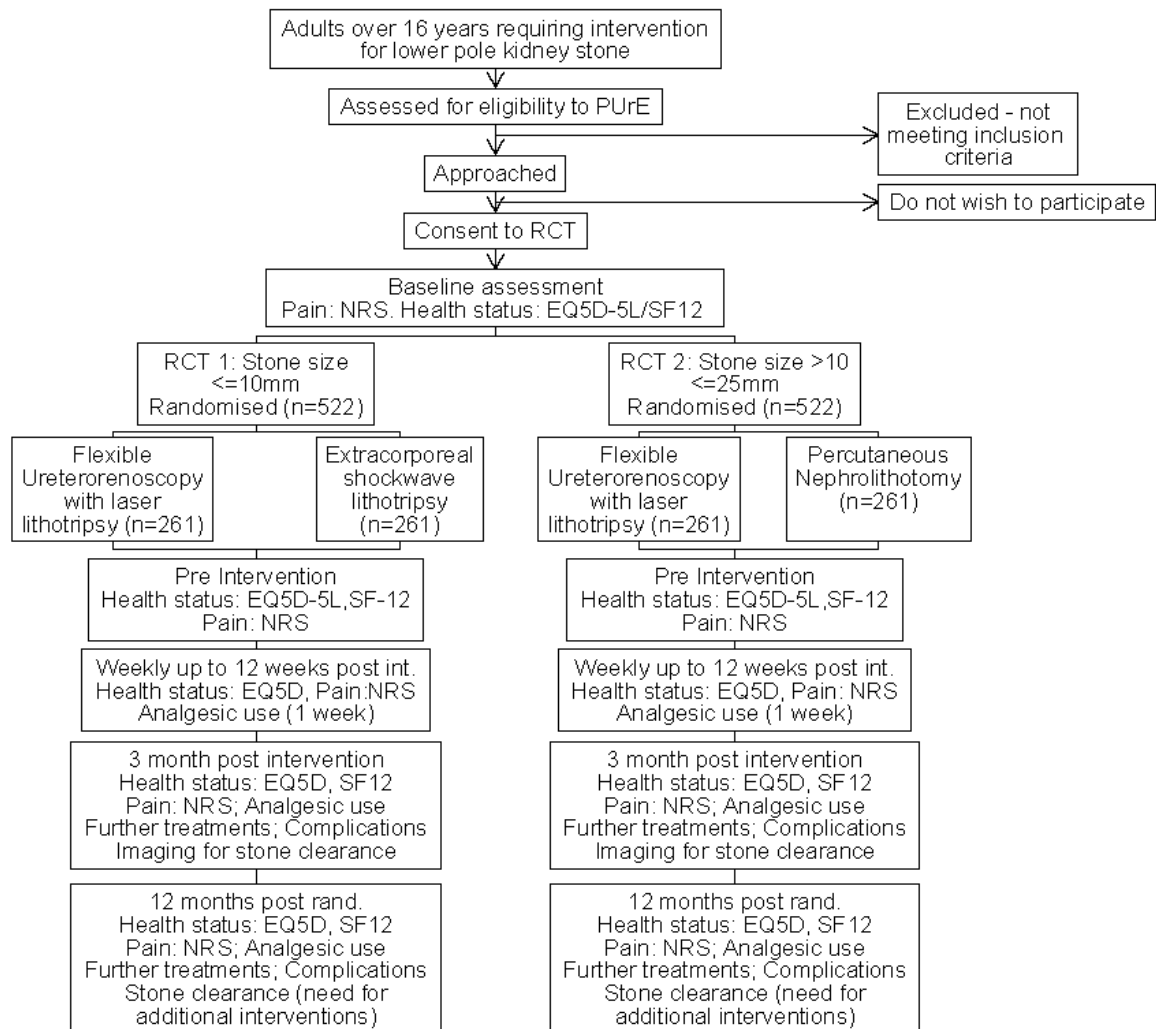 Adults over 16 years requiring intervention
for lower pole kidney stone
Assessed for eligibility to PUrE
Excluded - not
meeting inclusion
criteria
Approached
Do not wish to participate
Consent to RCT
Baseline assessment
Pain: NRS. Health status: EQ5D-5L/SF12
RCT 1: Stone size
<=10mm
Randomised (n=522)
RCT 2: Stone size >10
<=25mm
Randomised (n=522)
Flexible
Ureterorenoscopy
with laser
lithotripsy (n=261)
Extracorporeal
shockwave
lithotripsy
(n=261)
Flexible
Ureterorenoscopy
with laser
lithotripsy (n=261)
Percutaneous
Nephrolithotomy
(n=261)
Pre Intervention
Health status: EQ5D-5L,SF-12
Pain: NRS
Pre Intervention
Health status: EQ5D-5L,SF-12
Pain: NRS
Weekly up to 12 weeks post int.
Health status: EQ5D, Pain:NRS
Analgesic use (1 week)
Weekly up to 12 weeks post int.
Health status: EQ5D, Pain: NRS
Analgesic use (1 week)
3 month post intervention
Health status: EQ5D, SF12
Pain: NRS; Analgesic use
Further treatments; Complications
Imaging for stone clearance
3 month post intervention
Health status: EQ5D, SF12
Pain: NRS; Analgesic use
Further treatments; Complications
Imaging for stone clearance
12 months post rand.
Health status: EQ5D, SF12
Pain: NRS; Analgesic use
Further treatments; Complications
Stone clearance (need for
additional interventions)
12 months post rand.
Health status: EQ5D, SF12
Pain: NRS; Analgesic use
Further treatments; Complications
Stone clearance (need for
additional interventions)